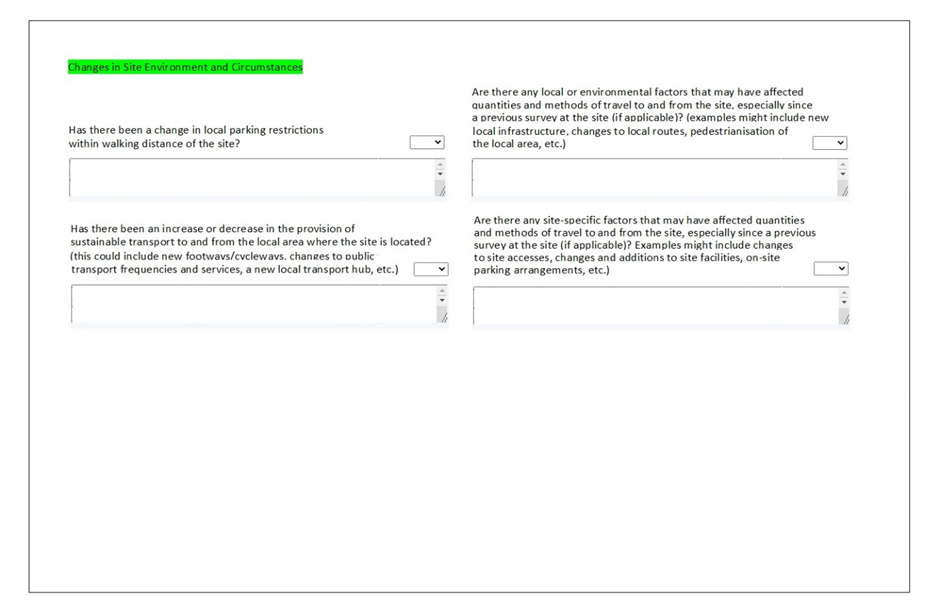 Changes in Site Environment and Circumstances
Has there been a change in local parking restrictions
within walking distance of the site?
Are there any local or environmental factors that may have affected
quantities and methods of travel to and from the site, especially since
a previous survey at the site (if applicable)? (examples might include new
local infrastructure, changes to local routes, pedestrianisation of
the local area, etc.)
Has there been an increase or decrease in the provision of
sustainable transport to and from the local area where the site is located?
(this could include new footways/cycleways, changes to public
transport frequencies and services, a new local transport hub, etc.)
Are there any site-specific factors that may have affected quantities
and methods of travel to and from the site, especially since a previous
survey at the site (if applicable)? Examples might include changes
to site accesses, changes and additions to site facilities, on-site
parking arrangements, etc.)